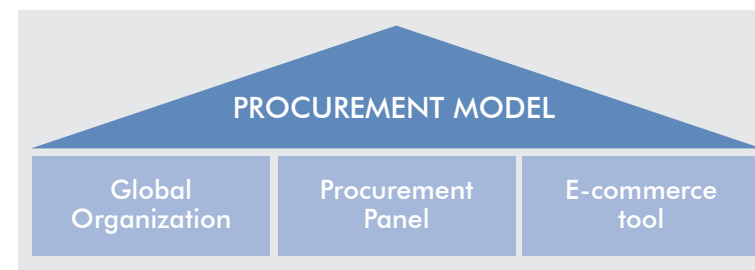 PROCUREMENT MODEL
Global
Organization
Procurement
Panel
E-commerce
tool